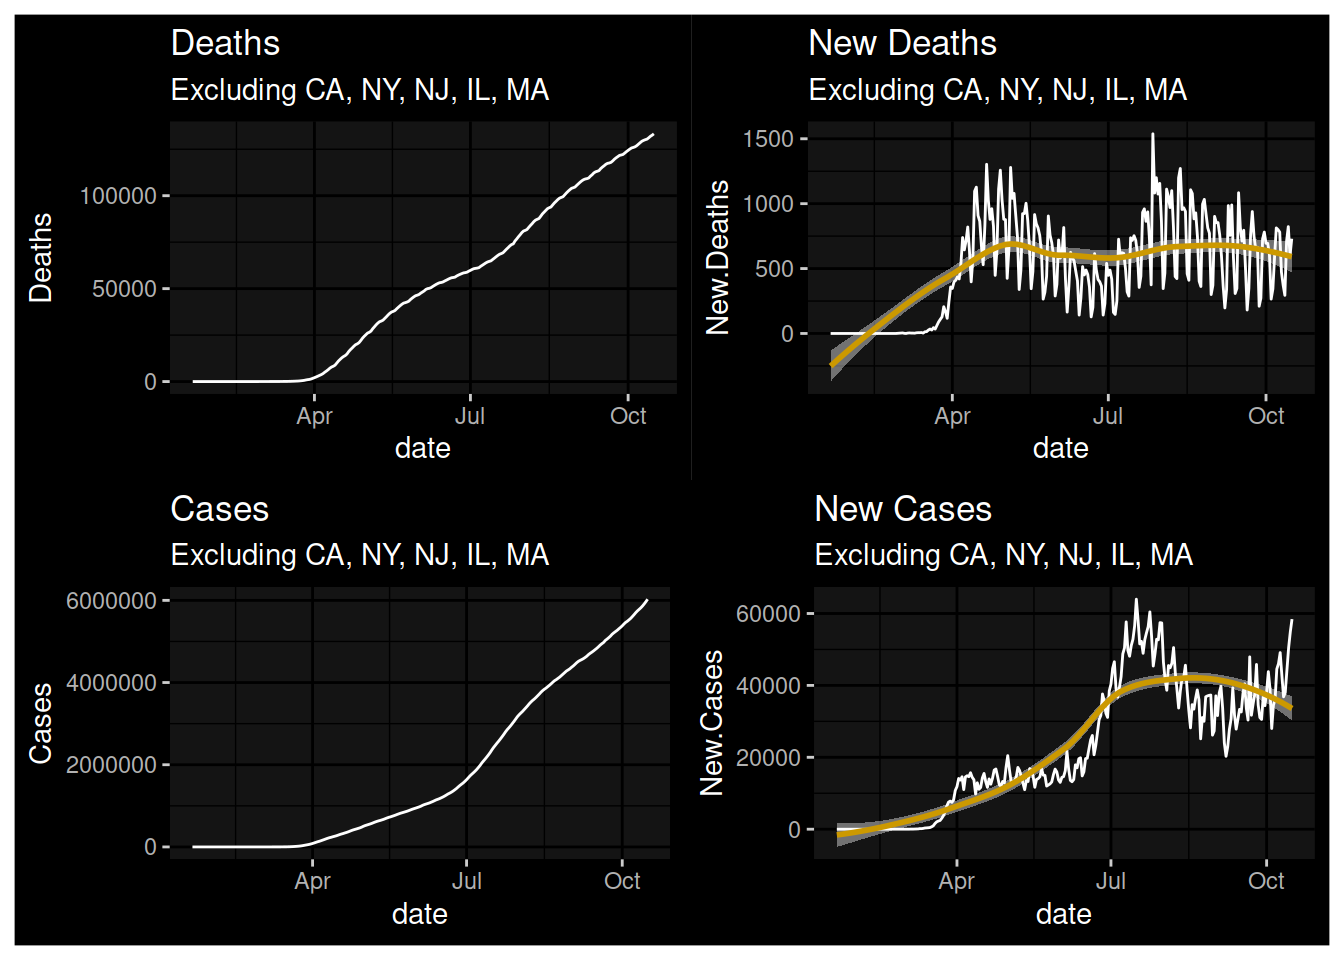 Deaths
Excluding CA, NY, NJ, IL, MA
Deaths
100000
50000
0
Apr Jul Oct
date
New Deaths
Excluding CA, NY, NJ, IL, MA
New.Deaths
1500
1000
500
0
Apr Jul Oct
date
Cases
Excluding CA, NY, NJ, IL, MA
Cases
6000000
4000000
2000000
0
Apr Jul Oct
date
New Cases
Excluding CA, NY, NJ, IL, MA
New.Cases
60000
40000
20000
0
Apr Jul Oct
date